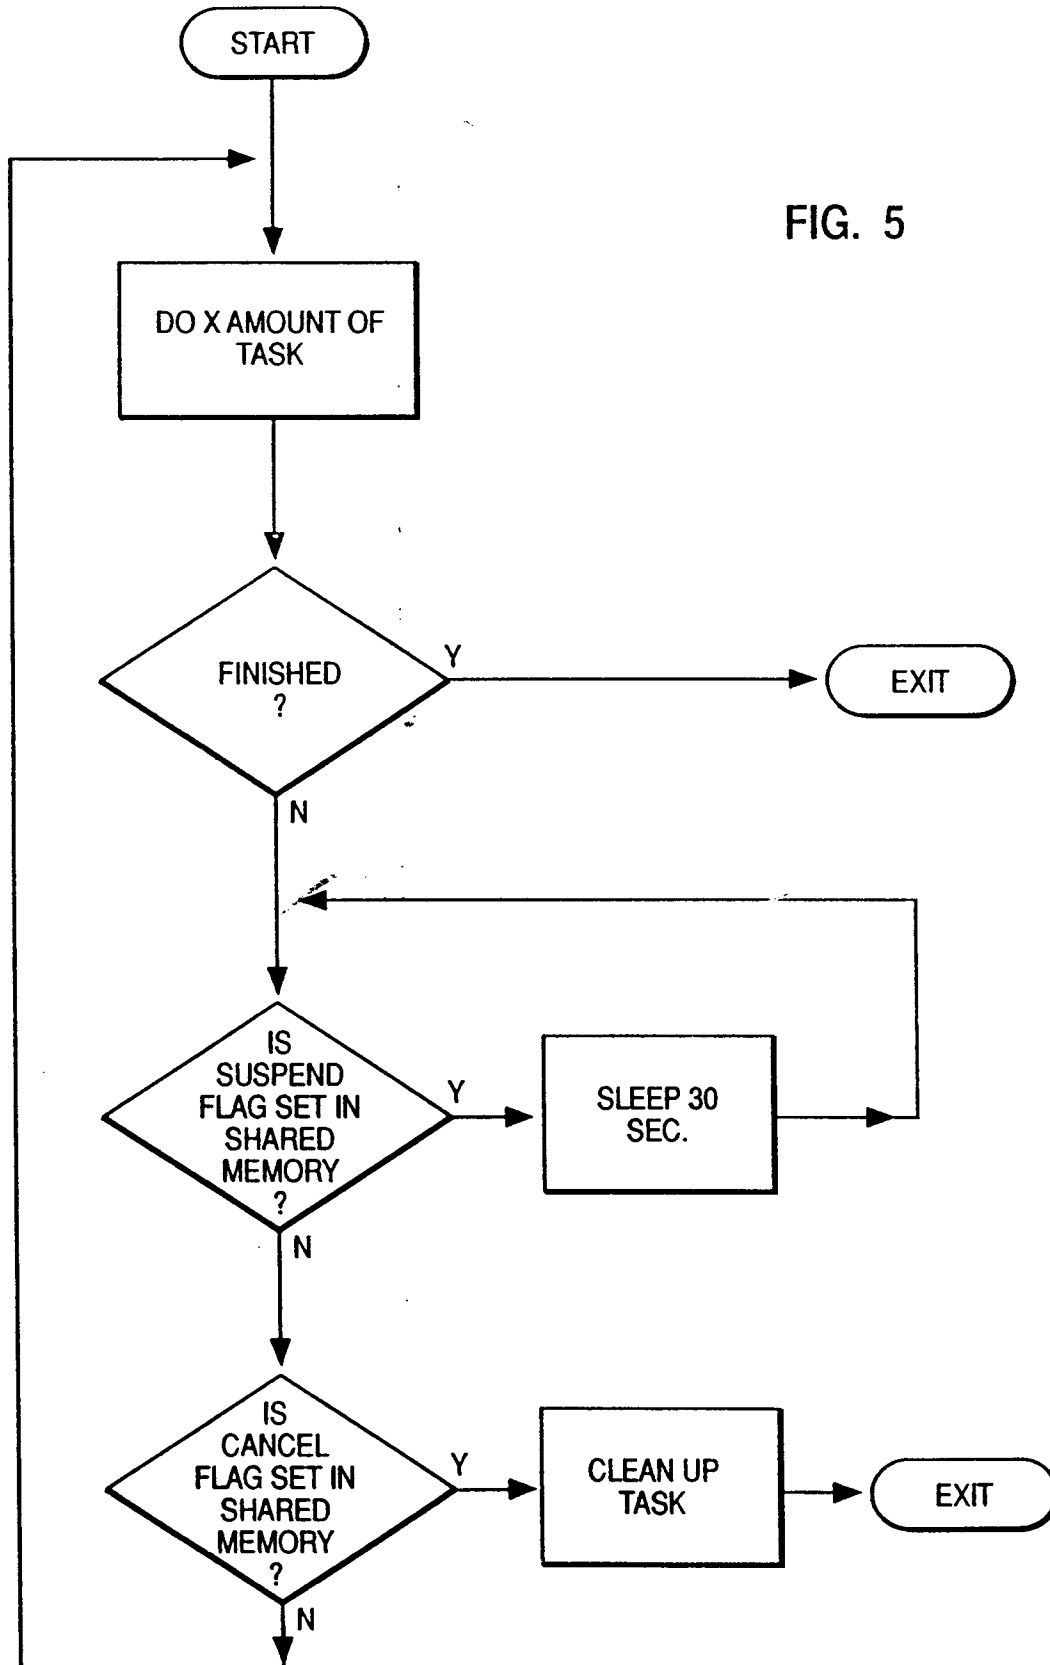 START
FIG. 5
DO X AMOUNT OF
TASK
FINISHED
?
Y
EXIT
N
IS
SUSPEND
FLAG SET IN
SHARED
MEMORY
?
Y
SLEEP 30
SEC.
N
IS
CANCEL
FLAG SET IN
SHARED
MEMORY
?
Y
CLEAN UP
TASK
EXIT
N